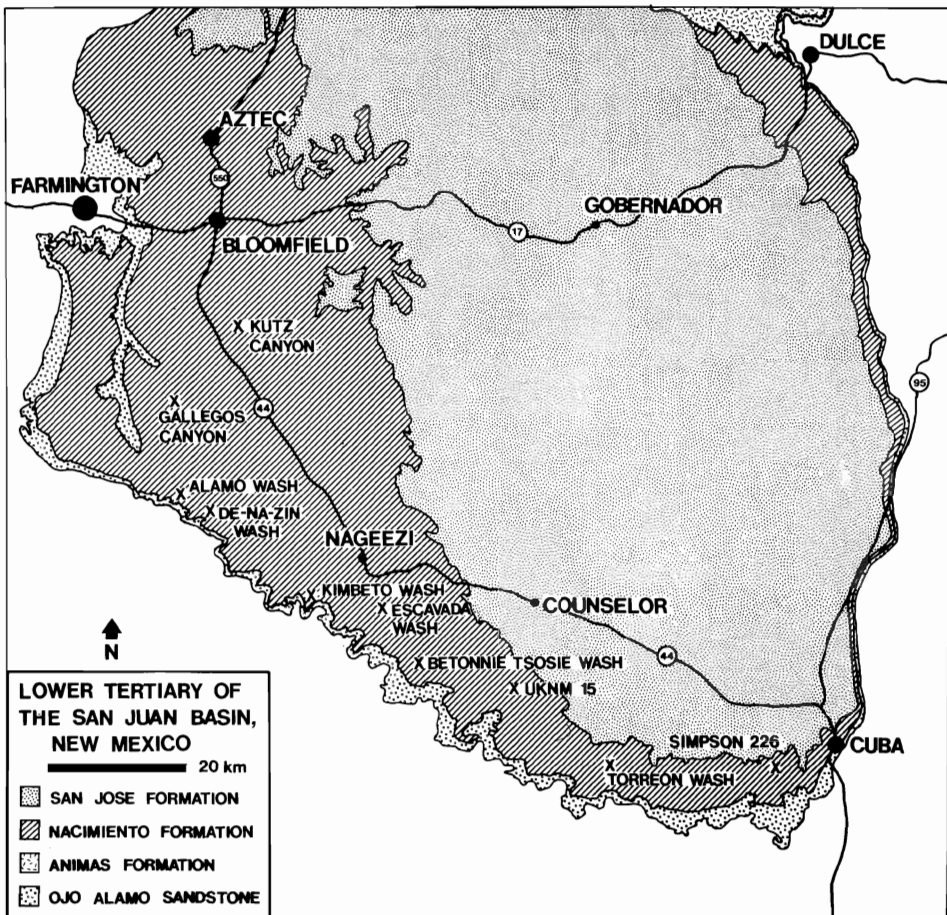 DULCE
AZTEC
FARMINGTON
550
GOBERNADOR
17
BLOOMFIELD
X KUTZ
CANYON
95
X
GALLEGOS
CANYON
44
X ALAMO WASH
X DE-NA-ZIN
WASH
NAGEEZI
X KIMBETO WASH
X ESCAVADA
WASH
COUNSELOR
N
X BETONNIE TSOSIE WASH
44
X UKNM 15
SIMPSON 226
X
CUBA
X
TORREON WASH
LOWER TERTIARY OF
THE SAN JUAN BASIN,
NEW MEXICO
20 km
SAN JOSE FORMATION
NACIMIENTO FORMATION
ANIMAS FORMATION
OJO ALAMO SANDSTONE